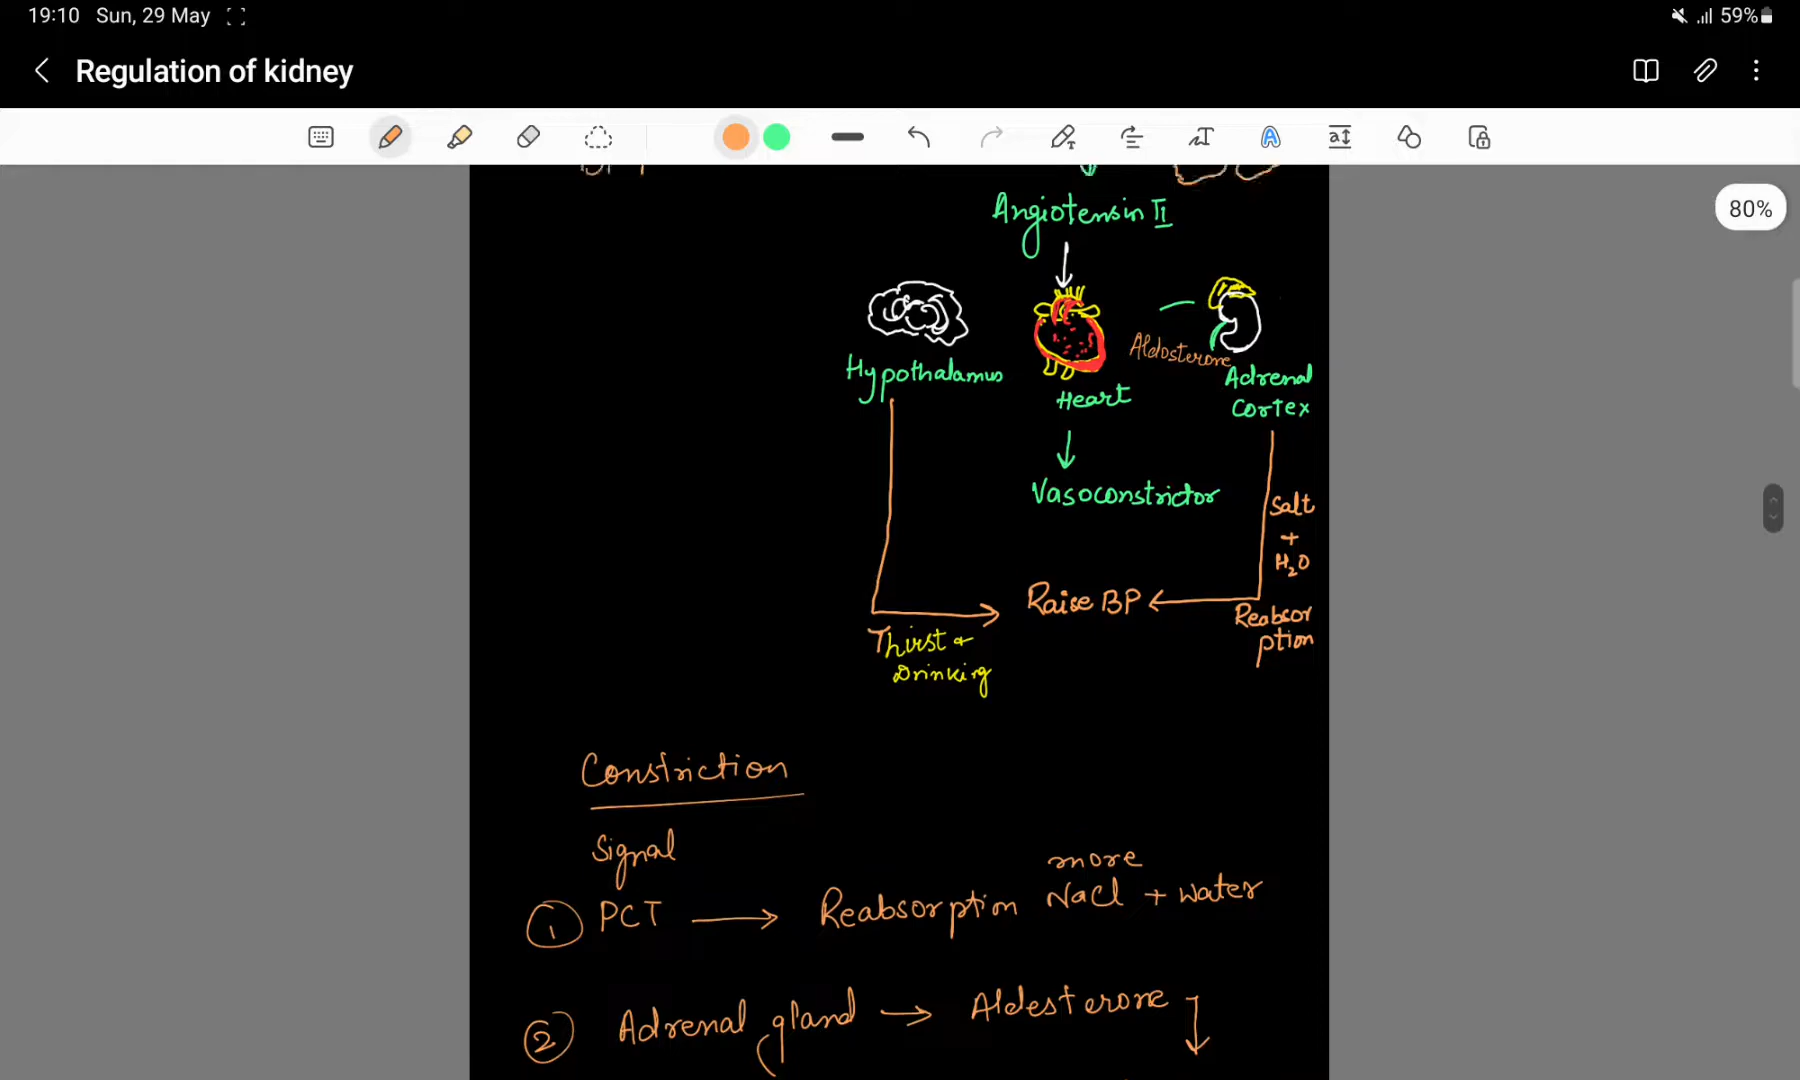 19:10 Sun, 29 May 59%
Regulation of kidney
80%
Angiotensin II
Hypothalamus
Heart
Aldosterone
Adrenal
Cortex
Vasoconstrictor
Salt
+
H₂O
Raise BP
Reabsor
ption
Thirst &
Drinking
Constriction
Signal
more
① PCT → Reabsorption NaCl + water
② Adrenal gland → Aldesterone